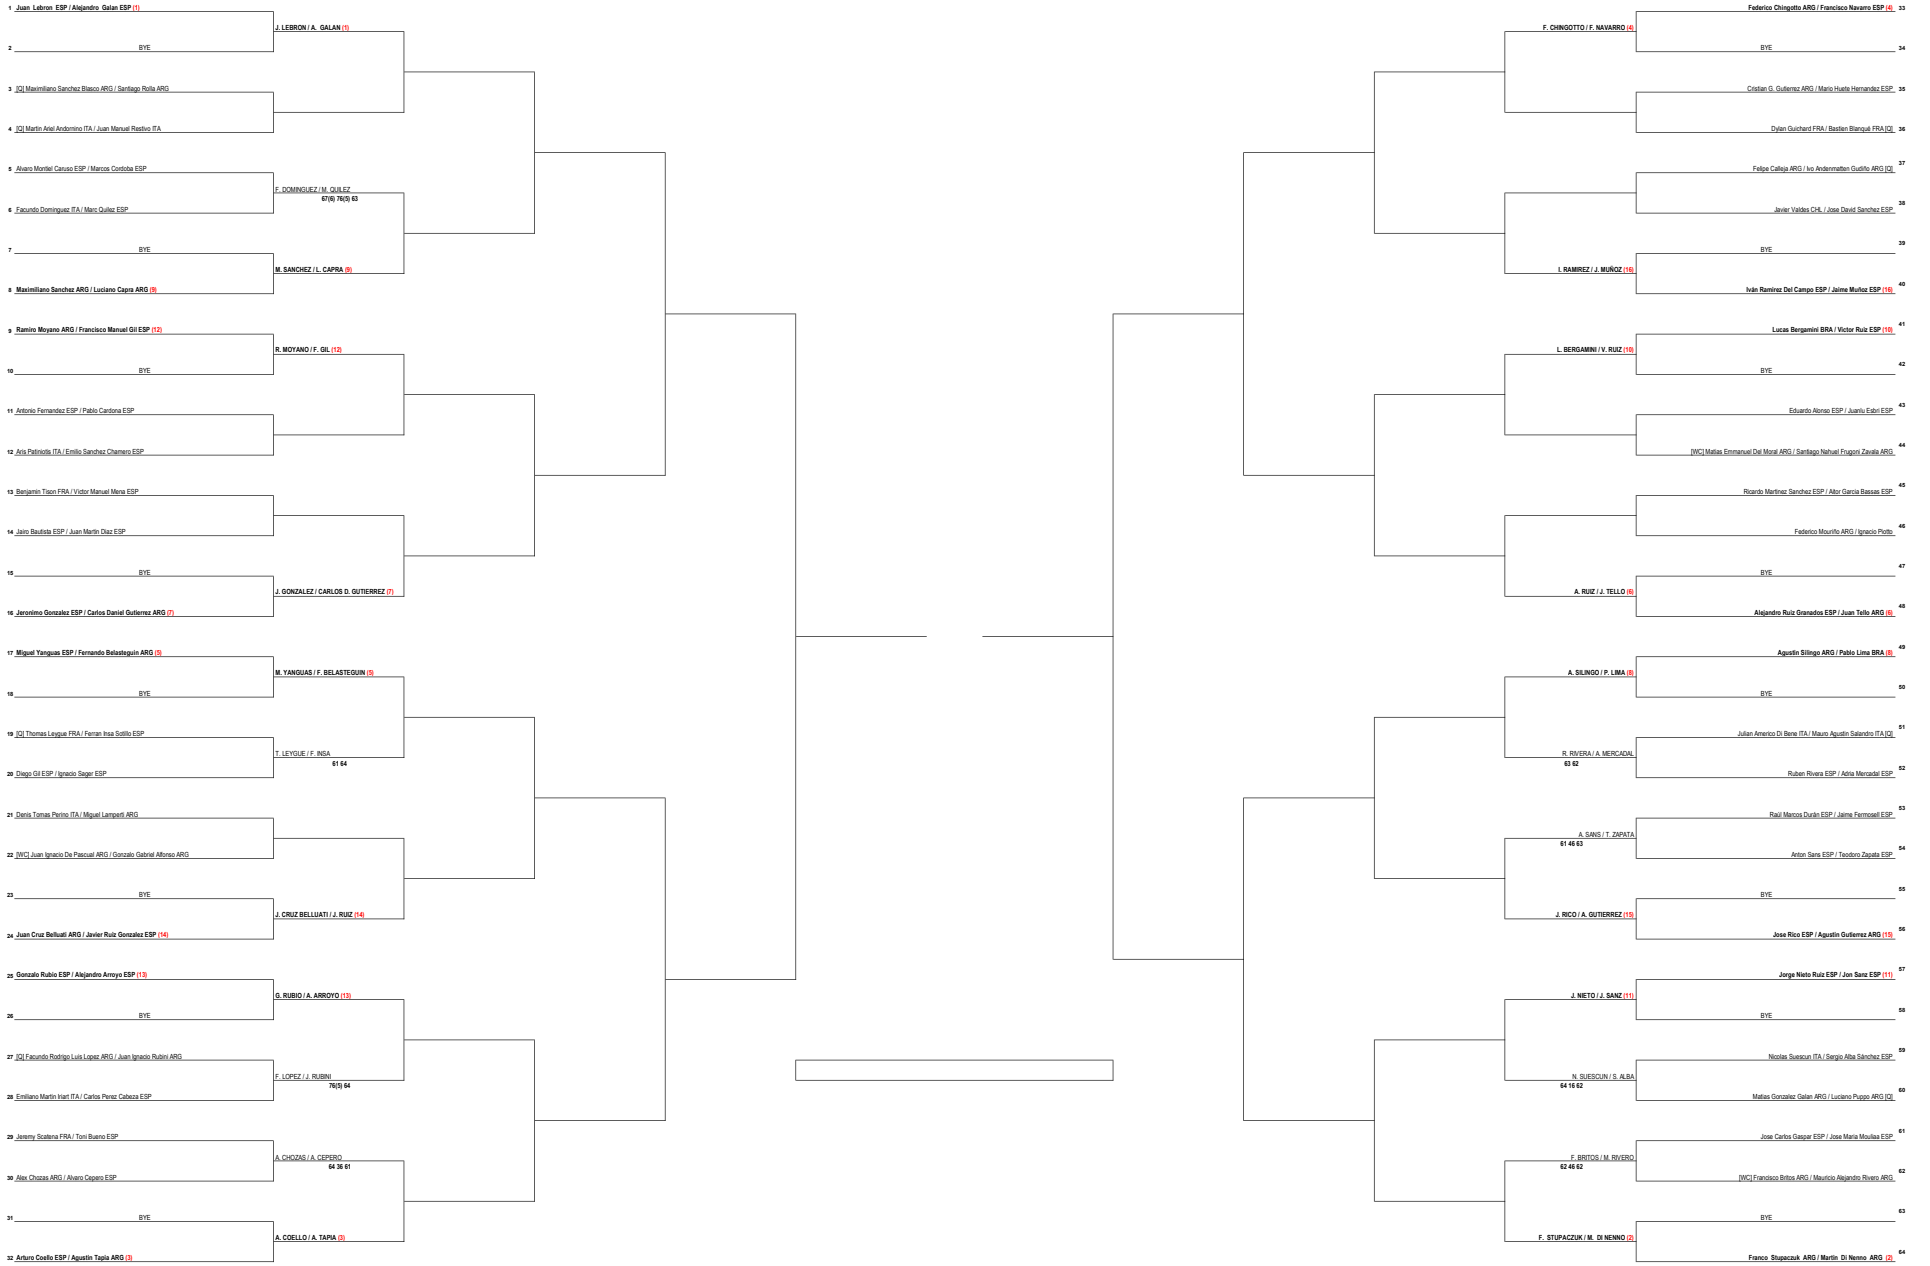 1 Juan Lebron ESP / Alejandro Galan ESP (1)
J. LEBRON / A. GALAN (1)
2 BYE
3 [Q] Maximiliano Sanchez Blasco ARG / Santiago Rolla ARG
4 [Q] Martin Ariel Andornino ITA / Juan Manuel Restivo ITA
5 Alvaro Montiel Caruso ESP / Marcos Cordoba ESP
F. DOMINGUEZ / M. QUILEZ
67(6) 76(5) 63
6 Facundo Dominguez ITA / Marc Quilez ESP
7 BYE
M. SANCHEZ / L. CAPRA (9)
8 Maximiliano Sanchez ARG / Luciano Capra ARG (9)
9 Ramiro Moyano ARG / Francisco Manuel Gil ESP (12)
R. MOYANO / F. GIL (12)
10 BYE
11 Antonio Fernandez ESP / Pablo Cardona ESP
12 Aris Patiniotis ITA / Emilio Sanchez Chamero ESP
13 Benjamin Tison FRA / Victor Manuel Mena ESP
14 Jairo Bautista ESP / Juan Martin Diaz ESP
15 BYE
J. GONZALEZ / CARLOS D. GUTIERREZ (7)
16 Jeronimo Gonzalez ESP / Carlos Daniel Gutierrez ARG (7)
17 Miguel Yanguas ESP / Fernando Belasteguin ARG (5)
M. YANGUAS / F. BELASTEGUIN (5)
18 BYE
19 [Q] Thomas Leygue FRA / Ferran Insa Sotillo ESP
T. LEYGUE / F. INSA
61 64
20 Diego Gil ESP / Ignacio Sager ESP
21 Denis Tomas Perino ITA / Miguel Lamperti ARG
22 [WC] Juan Ignacio De Pascual ARG / Gonzalo Gabriel Alfonso ARG
23 BYE
J. CRUZ BELLUATI / J. RUIZ (14)
24 Juan Cruz Belluati ARG / Javier Ruiz Gonzalez ESP (14)
25 Gonzalo Rubio ESP / Alejandro Arroyo ESP (13)
G. RUBIO / A. ARROYO (13)
26 BYE
27 [Q] Facundo Rodrigo Luis Lopez ARG / Juan Ignacio Rubini ARG
F. LOPEZ / J. RUBINI
76(5) 64
28 Emiliano Martin Iriart ITA / Carlos Perez Cabeza ESP
29 Jeremy Scatena FRA / Toni Bueno ESP
A. CHOZAS / A. CEPERO
64 36 61
30 Alex Chozas ARG / Alvaro Cepero ESP
31 BYE
A. COELLO / A. TAPIA (3)
32 Arturo Coello ESP / Agustin Tapia ARG (3)
Federico Chingotto ARG / Francisco Navarro ESP (4) 33
F. CHINGOTTO / F. NAVARRO (4)
BYE 34
Cristian G. Gutierrez ARG / Mario Huete Hernandez ESP 35
Dylan Guichard FRA / Bastien Blanqué FRA [Q] 36
Felipe Calleja ARG / Ivo Andenmatten Gudiño ARG [Q] 37
Javier Valdes CHL / Jose David Sanchez ESP 38
BYE 39
I. RAMIREZ / J. MUÑOZ (16)
Iván Ramirez Del Campo ESP / Jaime Muñoz ESP (16) 40
Lucas Bergamini BRA / Victor Ruiz ESP (10) 41
L. BERGAMINI / V. RUIZ (10)
BYE 42
Eduardo Alonso ESP / Juanlu Esbri ESP 43
[WC] Matias Emmanuel Del Moral ARG / Santiago Nahuel Frugoni Zavala ARG 44
Ricardo Martinez Sanchez ESP / Aitor Garcia Bassas ESP 45
Federico Mouriño ARG / Ignacio Piotto 46
BYE 47
A. RUIZ / J. TELLO (6)
Alejandro Ruiz Granados ESP / Juan Tello ARG (6) 48
Agustin Silingo ARG / Pablo Lima BRA (8) 49
A. SILINGO / P. LIMA (8)
BYE 50
Julian Americo Di Bene ITA / Mauro Agustin Salandro ITA [Q] 51
R. RIVERA / A. MERCADAL
63 62
Ruben Rivera ESP / Adria Mercadal ESP 52
Raúl Marcos Durán ESP / Jaime Fermosell ESP 53
A. SANS / T. ZAPATA
61 46 63
Anton Sans ESP / Teodoro Zapata ESP 54
BYE 55
J. RICO / A. GUTIERREZ (15)
Jose Rico ESP / Agustin Gutierrez ARG (15) 56
Jorge Nieto Ruiz ESP / Jon Sanz ESP (11) 57
J. NIETO / J. SANZ (11)
BYE 58
Nicolas Suescun ITA / Sergio Alba Sánchez ESP 59
N. SUESCUN / S. ALBA
64 16 62
Matias Gonzalez Galan ARG / Luciano Puppo ARG [Q] 60
Jose Carlos Gaspar ESP / Jose Maria Mouliaa ESP 61
F. BRITOS / M. RIVERO
62 46 62
[WC] Francisco Britos ARG / Mauricio Alejandro Rivero ARG 62
BYE 63
F. STUPACZUK / M. DI NENNO (2)
Franco Stupaczuk ARG / Martin Di Nenno ARG (2) 64